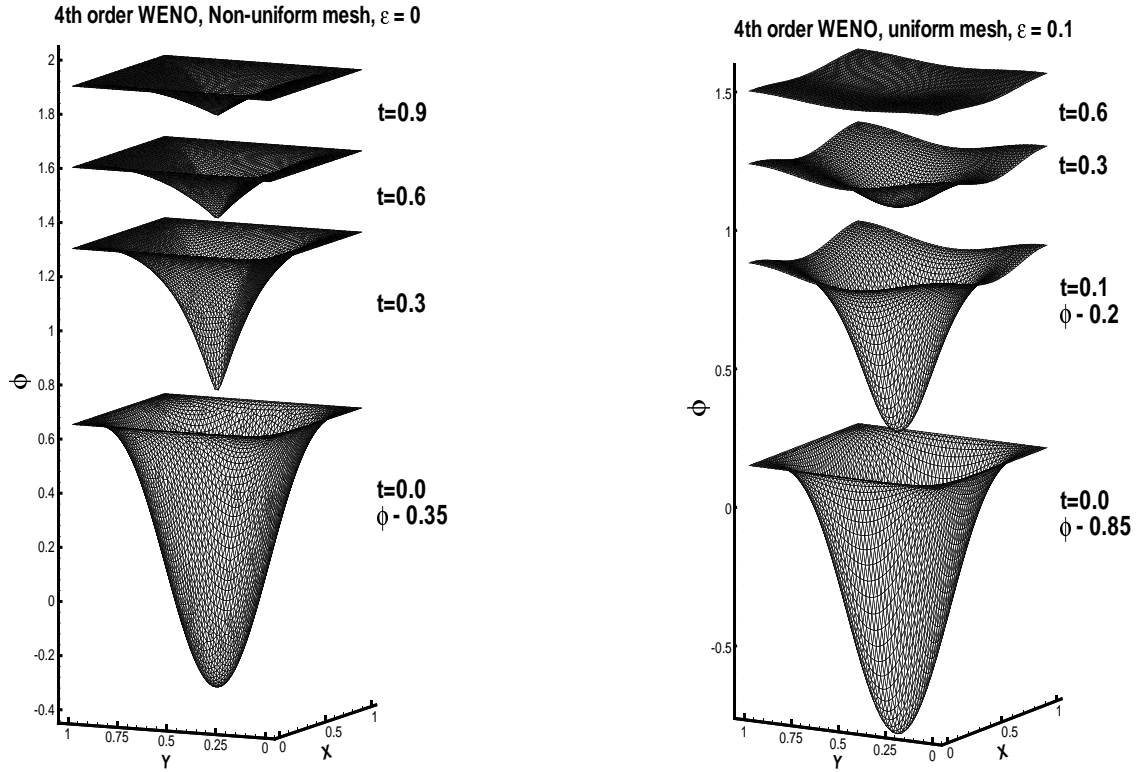 4th order WENO, Non-uniform mesh, ε = 0
2
1.8
1.6
1.4
1.2
1
0.8
0.6
0.4
0.2
0
-0.2
-0.4
ϕ
t=0.9
t=0.6
t=0.3
t=0.0
ϕ - 0.35
1
0.75
0.5
0.25
0
Y
0
0.5
1
X
4th order WENO, uniform mesh, ε = 0.1
1.5
1
0.5
0
-0.5
ϕ
t=0.6
t=0.3
t=0.1
ϕ - 0.2
t=0.0
ϕ - 0.85
1
0.75
0.5
0.25
0
Y
0
0.5
1
X